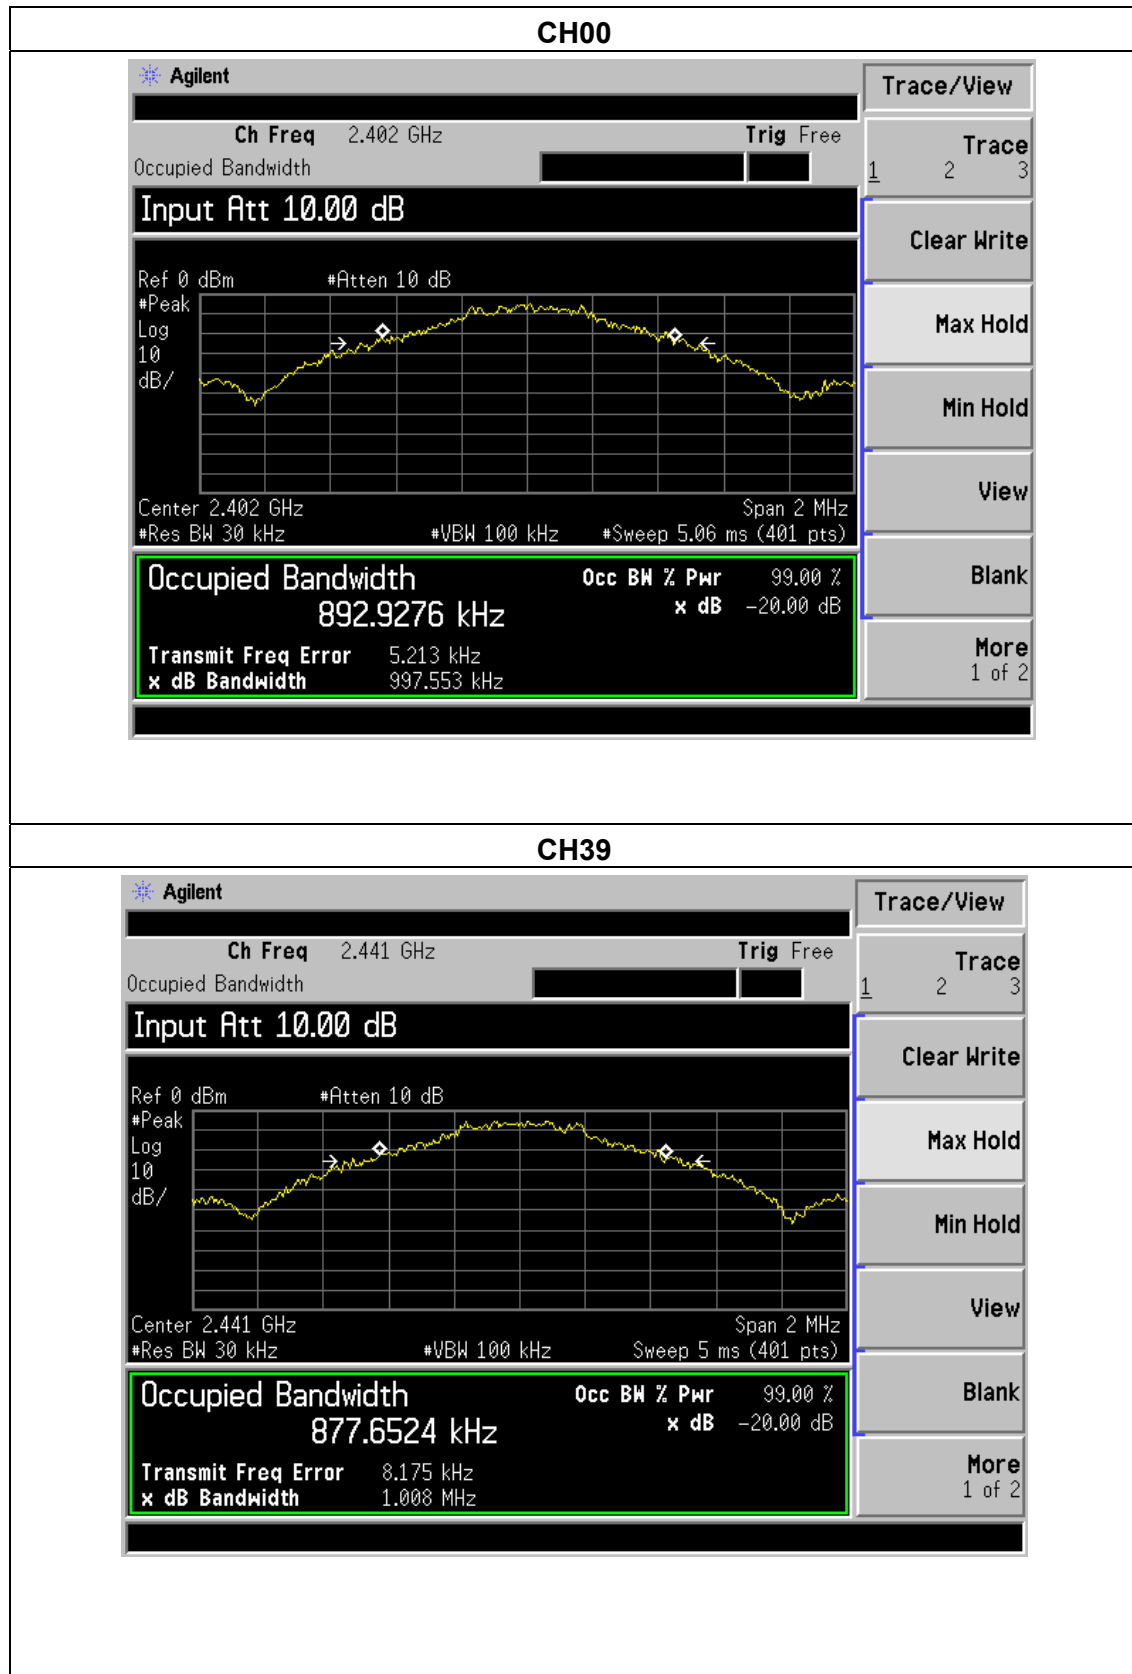 CH00
Agilent
Trace/View
Ch Freq 2.402 GHz Trig Free
Occupied Bandwidth
Trace
1 2 3
Input Att 10.00 dB
Clear Write
Ref 0 dBm #Atten 10 dB
#Peak
Log
10
dB/
Max Hold
Min Hold
View
Center 2.402 GHz Span 2 MHz
#Res BW 30 kHz #VBW 100 kHz #Sweep 5.06 ms (401 pts)
Occupied Bandwidth Occ BW % Pwr 99.00 %
892.9276 kHz x dB -20.00 dB
Blank
Transmit Freq Error 5.213 kHz
x dB Bandwidth 997.553 kHz
More
1 of 2
CH39
Agilent
Trace/View
Ch Freq 2.441 GHz Trig Free
Occupied Bandwidth
Trace
1 2 3
Input Att 10.00 dB
Clear Write
Ref 0 dBm #Atten 10 dB
#Peak
Log
10
dB/
Max Hold
Min Hold
View
Center 2.441 GHz Span 2 MHz
#Res BW 30 kHz #VBW 100 kHz Sweep 5 ms (401 pts)
Occupied Bandwidth Occ BW % Pwr 99.00 %
877.6524 kHz x dB -20.00 dB
Blank
Transmit Freq Error 8.175 kHz
x dB Bandwidth 1.008 MHz
More
1 of 2